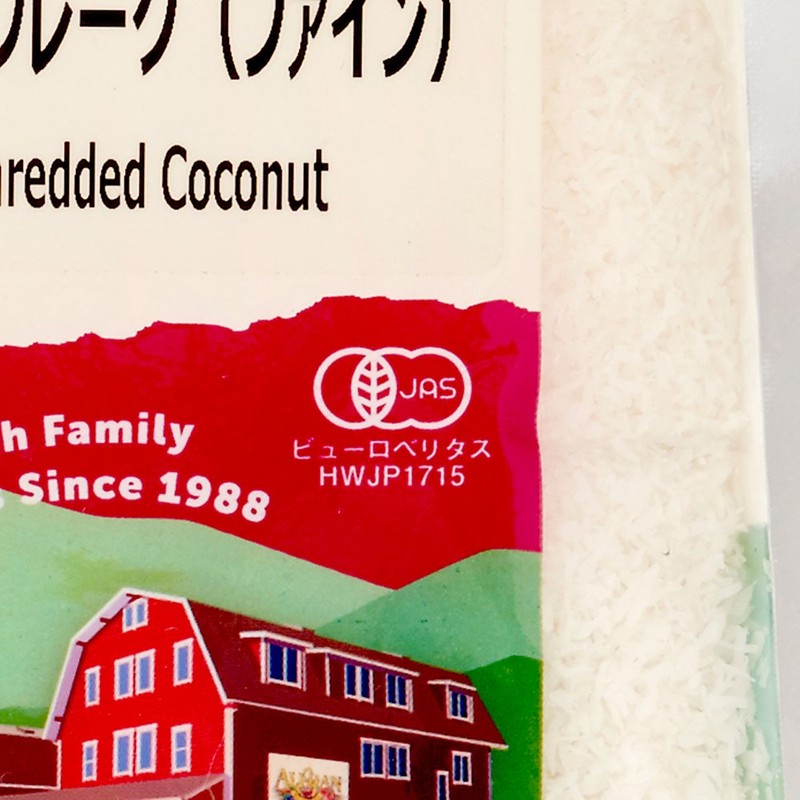 フレーク（ファイン）
hredded Coconut
JAS
ビューロベリタス
HWJP1715
h Family
. Since 1988